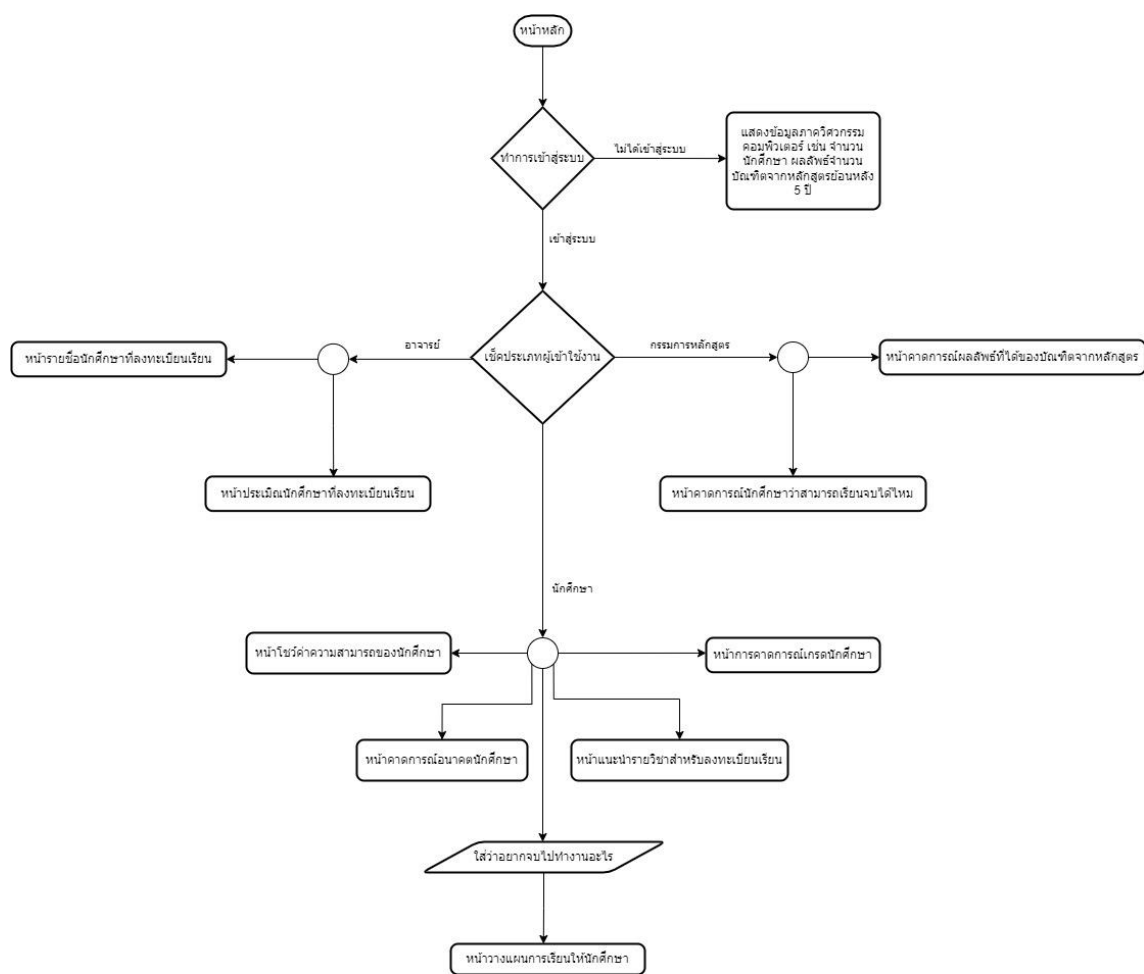 หน้าหลัก
ทำการเข้าสู่ระบบ
ไม่ได้เข้าสู่ระบบ
แสดงข้อมูลภาควิศวกรรม
คอมพิวเตอร์ เช่น จำนวน
นักศึกษา ผลลัพธ์จำนวน
บัณฑิตจากหลักสูตรย้อนหลัง
5 ปี
เข้าสู่ระบบ
หน้ารายชื่อนักศึกษาที่ลงทะเบียนเรียน
อาจารย์
เช็คประเภทผู้เข้าใช้งาน
กรรมการหลักสูตร
หน้าคาดการณ์ผลลัพธ์ที่ได้ของบัณฑิตจากหลักสูตร
หน้าประเมิณนักศึกษาที่ลงทะเบียนเรียน
หน้าคาดการณ์นักศึกษาว่าสามารถเรียนจบได้ไหม
นักศึกษา
หน้าโชว์ค่าความสามารถของนักศึกษา
หน้าการคาดการณ์เกรดนักศึกษา
หน้าคาดการณ์อนาคตนักศึกษา
หน้าแนะนำรายวิชาสำหรับลงทะเบียนเรียน
ใส่ว่าอยากจบไปทำงานอะไร
หน้าวางแผนการเรียนให้นักศึกษา